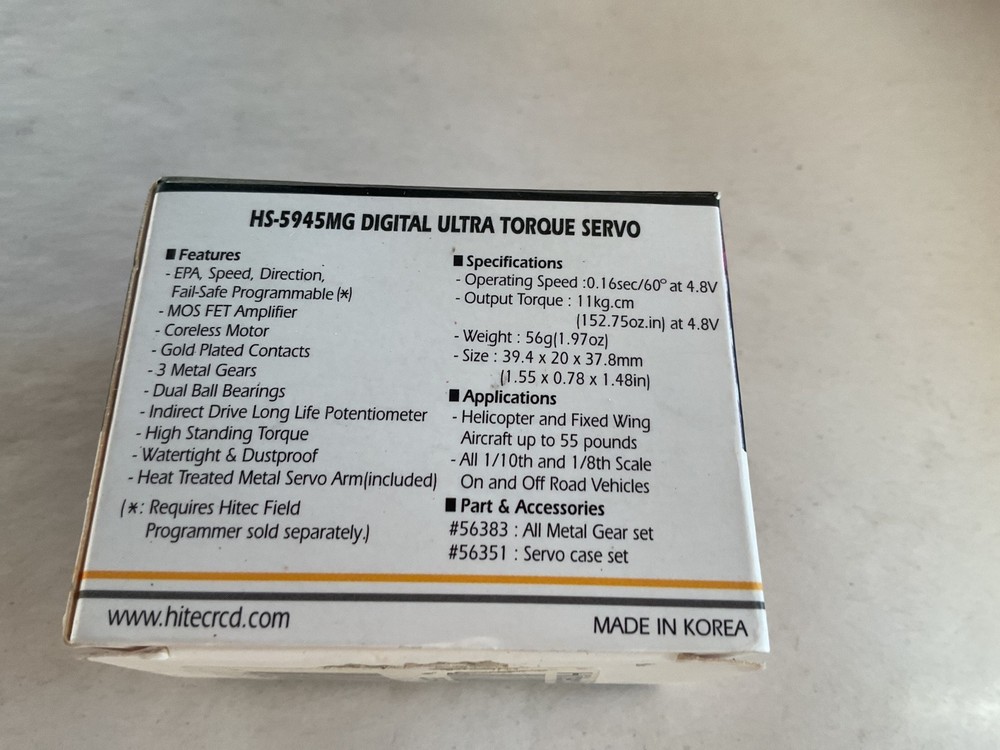 HS-5945MG DIGITAL ULTRA TORQUE SERVO
■ Features
- EPA, Speed, Direction,
Fail-Safe Programmable (*)
- MOS FET Amplifier
- Coreless Motor
- Gold Plated Contacts
- 3 Metal Gears
- Dual Ball Bearings
- Indirect Drive Long Life Potentiometer
- High Standing Torque
- Watertight & Dustproof
- Heat Treated Metal Servo Arm(included)
(*: Requires Hitec Field
Programmer sold separately.)
■ Specifications
- Operating Speed :0.16sec/60° at 4.8V
- Output Torque : 11kg.cm
(152.75oz.in) at 4.8V
- Weight : 56g(1.97oz)
- Size : 39.4 x 20 x 37.8mm
(1.55 x 0.78 x 1.48in)
■ Applications
- Helicopter and Fixed Wing
Aircraft up to 55 pounds
- All 1/10th and 1/8th Scale
On and Off Road Vehicles
■ Part & Accessories
#56383 : All Metal Gear set
#56351 : Servo case set
www.hitecrcd.com
MADE IN KOREA